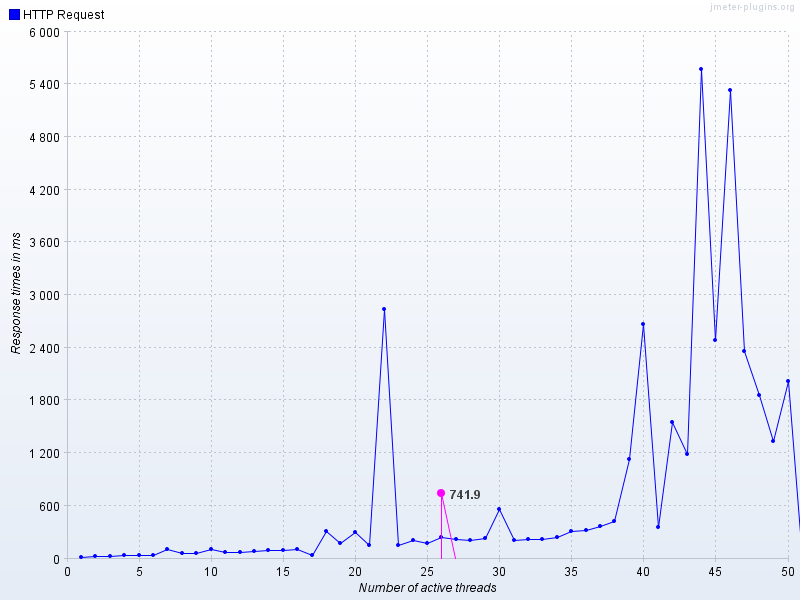 jmeter-plugins.org
HTTP Request
6 000
5 400
4 800
4 200
3 600
3 000
2 400
1 800
1 200
600
0
Response times in ms
741.9
0 5 10 15 20 25 30 35 40 45 50
Number of active threads